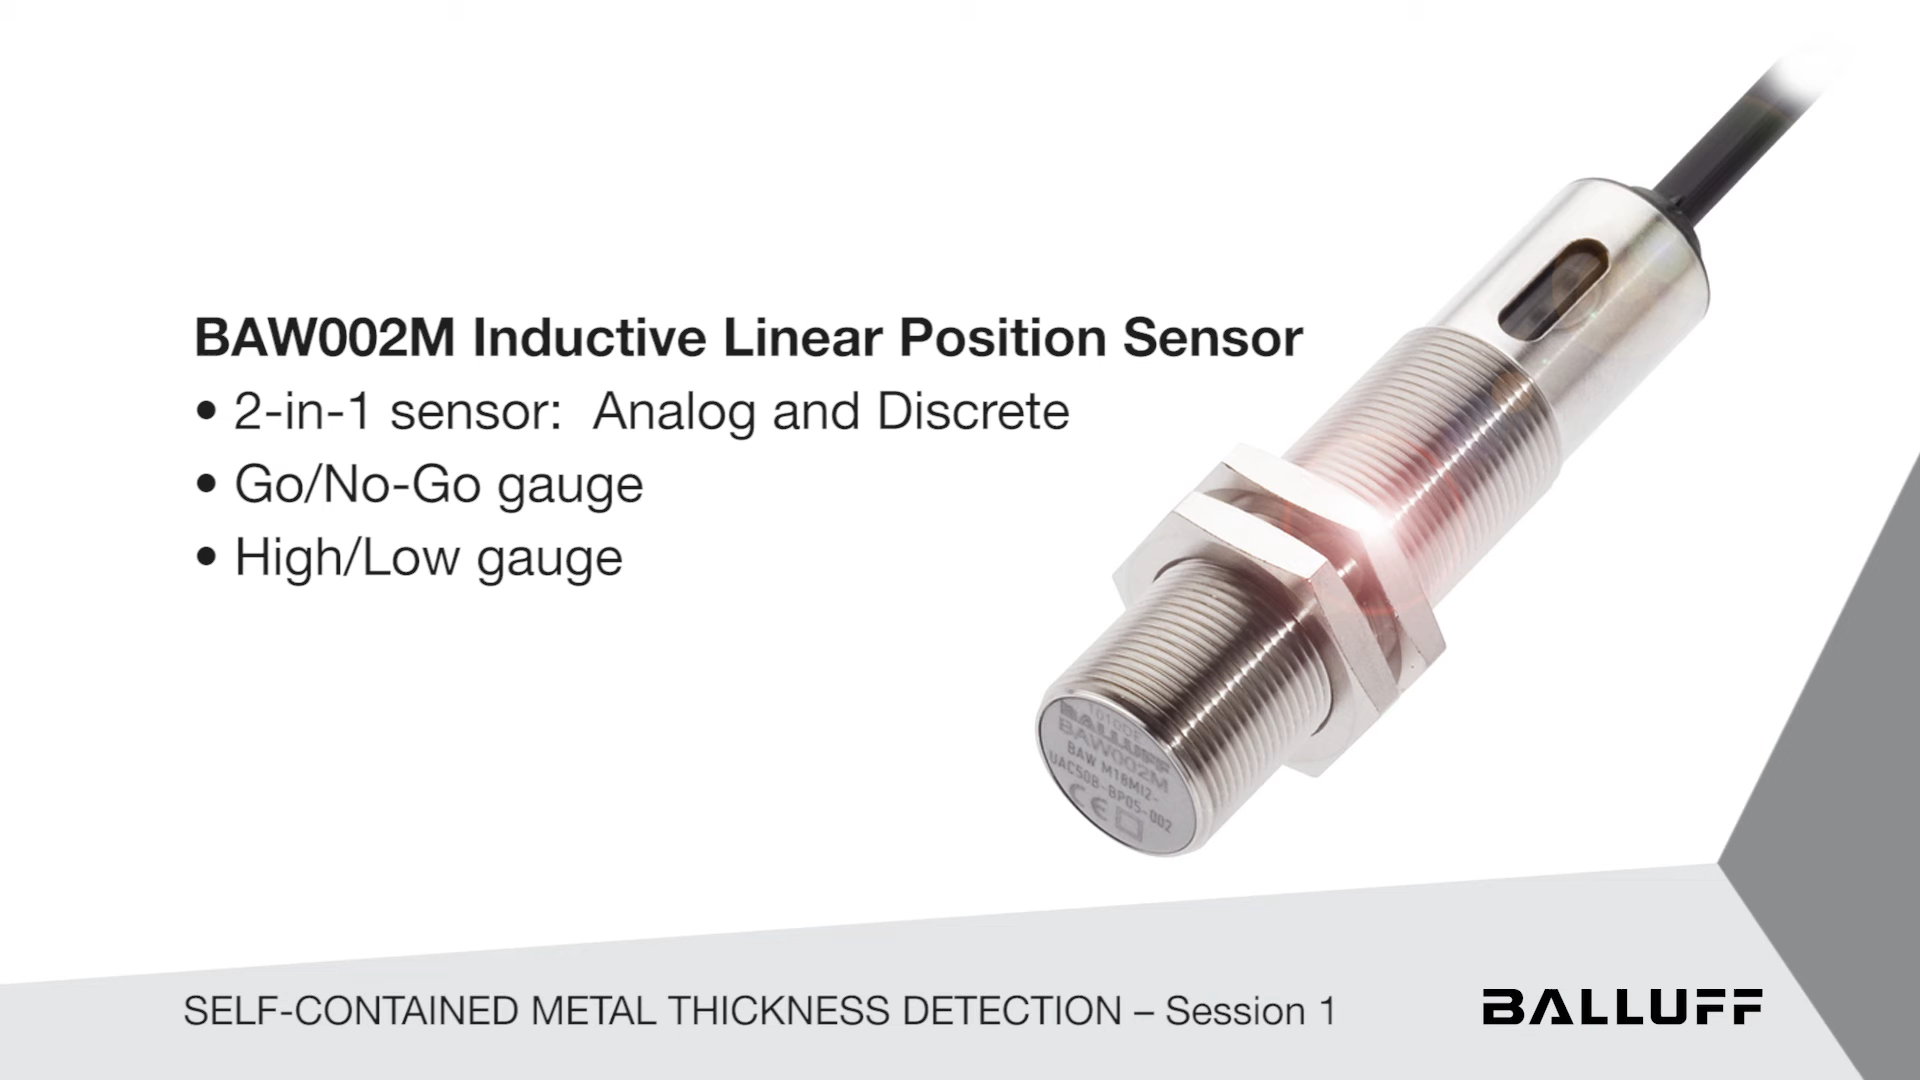 BAW002M Inductive Linear Position Sensor
• 2-in-1 sensor: Analog and Discrete
• Go/No-Go gauge
• High/Low gauge
BALLUFF
BAW002M
BAW M18MI2-
UAC50B-BP05-002
CE
SELF-CONTAINED METAL THICKNESS DETECTION – Session 1
BALLUFF